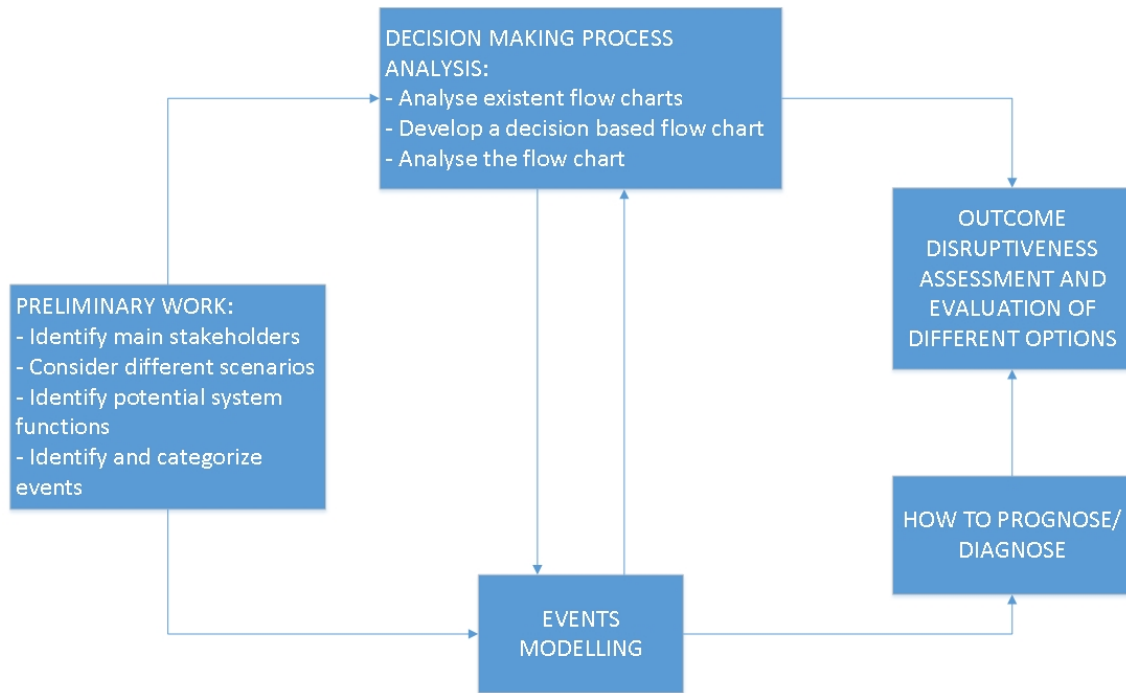 DECISION MAKING PROCESS
ANALYSIS:
- Analyse existent flow charts
- Develop a decision based flow chart
- Analyse the flow chart
PRELIMINARY WORK:
- Identify main stakeholders
- Consider different scenarios
- Identify potential system
functions
- Identify and categorize
events
OUTCOME
DISRUPTIVENESS
ASSESSMENT AND
EVALUATION OF
DIFFERENT OPTIONS
HOW TO PROGNOSE/
DIAGNOSE
EVENTS
MODELLING